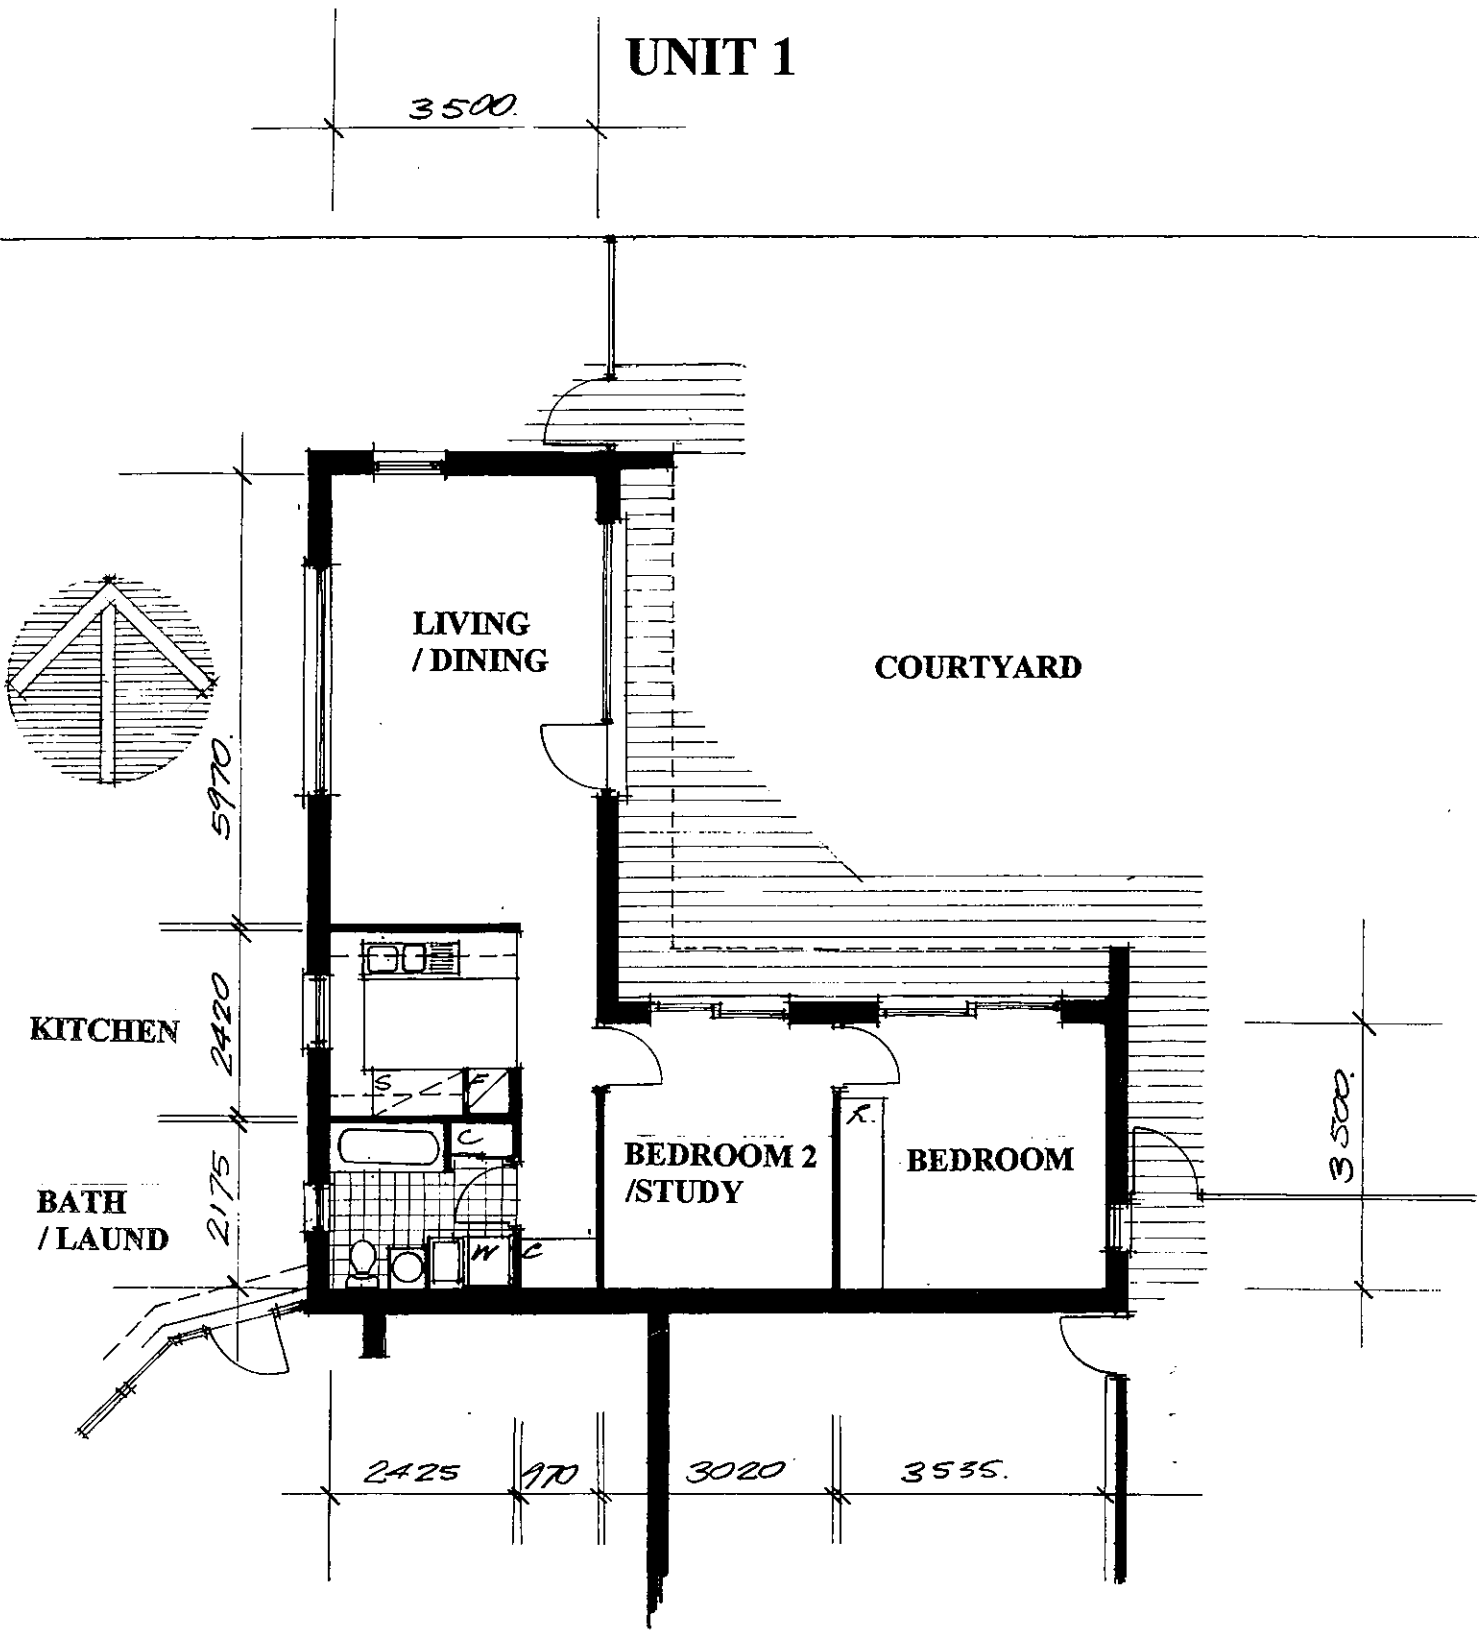 UNIT 1
3500.
LIVING
/ DINING
COURTYARD
5970.
KITCHEN
2420
S
F
C
R.
BEDROOM 2
/STUDY
BEDROOM
3500.
BATH
/ LAUND
2175
W
C
2425
970
3020
3535.